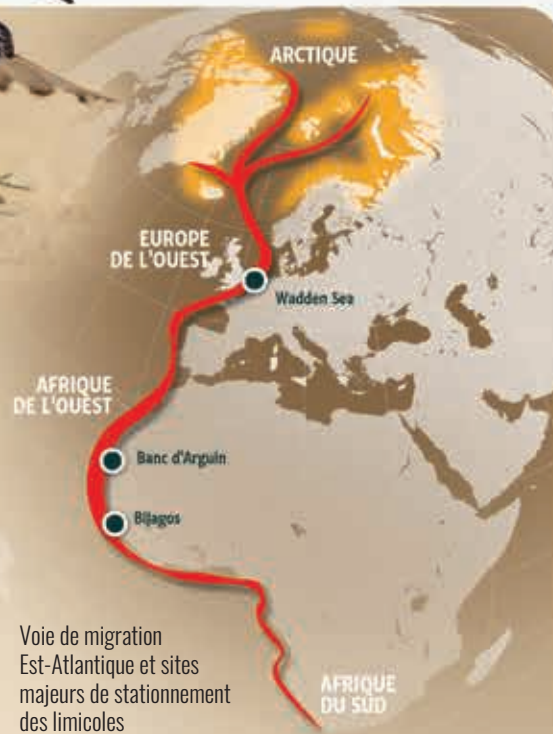 ARCTIQUE
EUROPE
DE L'OUEST
Wadden Sea
AFRIQUE
DE L'OUEST
Banc d'Arguin
Bijagos
Voie de migration
Est-Atlantique et sites
majeurs de stationnement
des limicoles
AFRIQUE
DU SUD